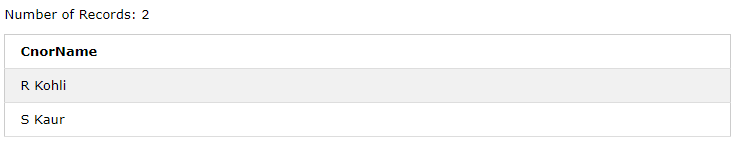 Number of Records: 2
CnorName
R Kohli
S Kaur